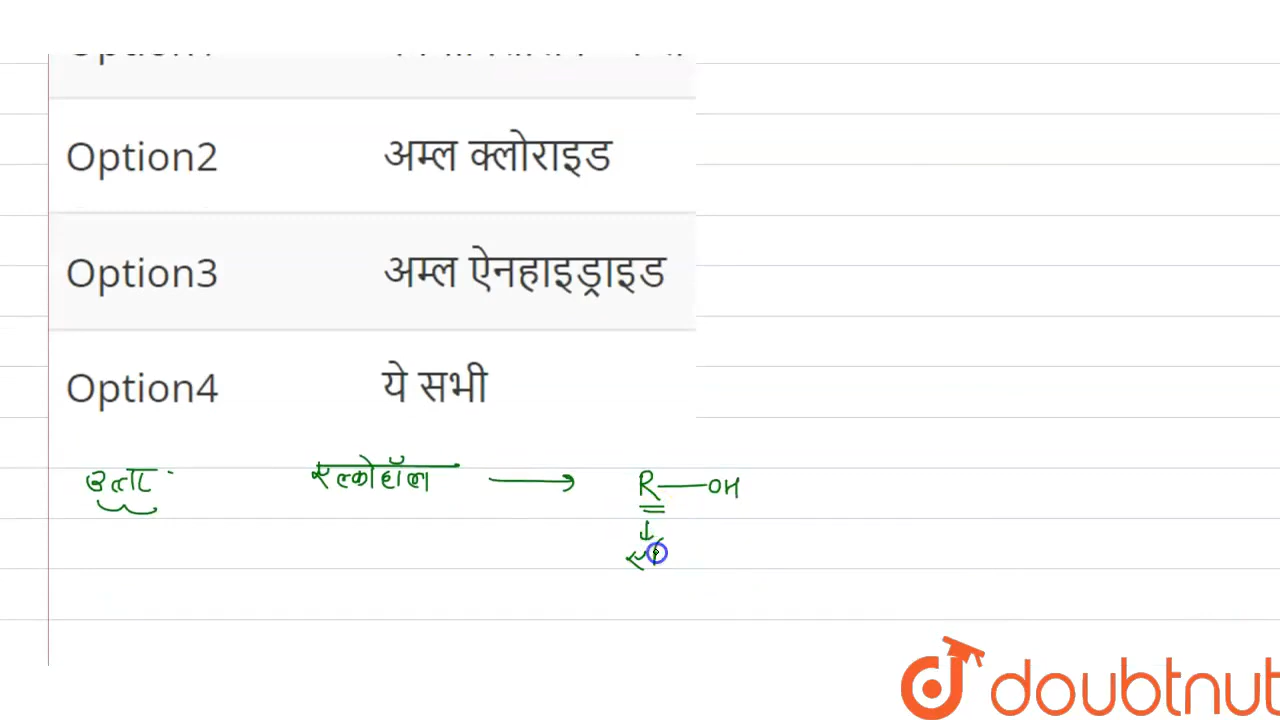 Option2 अम्ल क्लोराइड
Option3 अम्ल ऐनहाइड्राइड
Option4 ये सभी
उत्तर एल्कोहॉल → R—OH
doubtnut